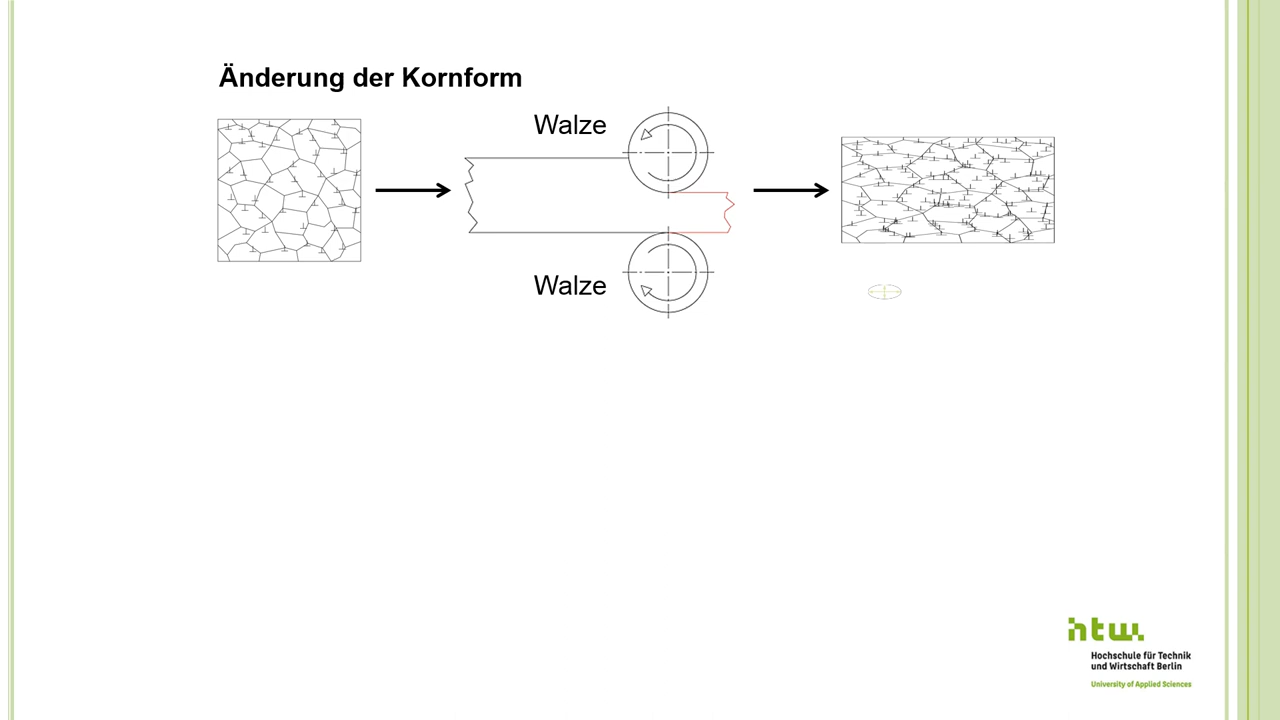 Änderung der Kornform
Walze
Walze
htw.
Hochschule für Technik
und Wirtschaft Berlin
University of Applied Sciences